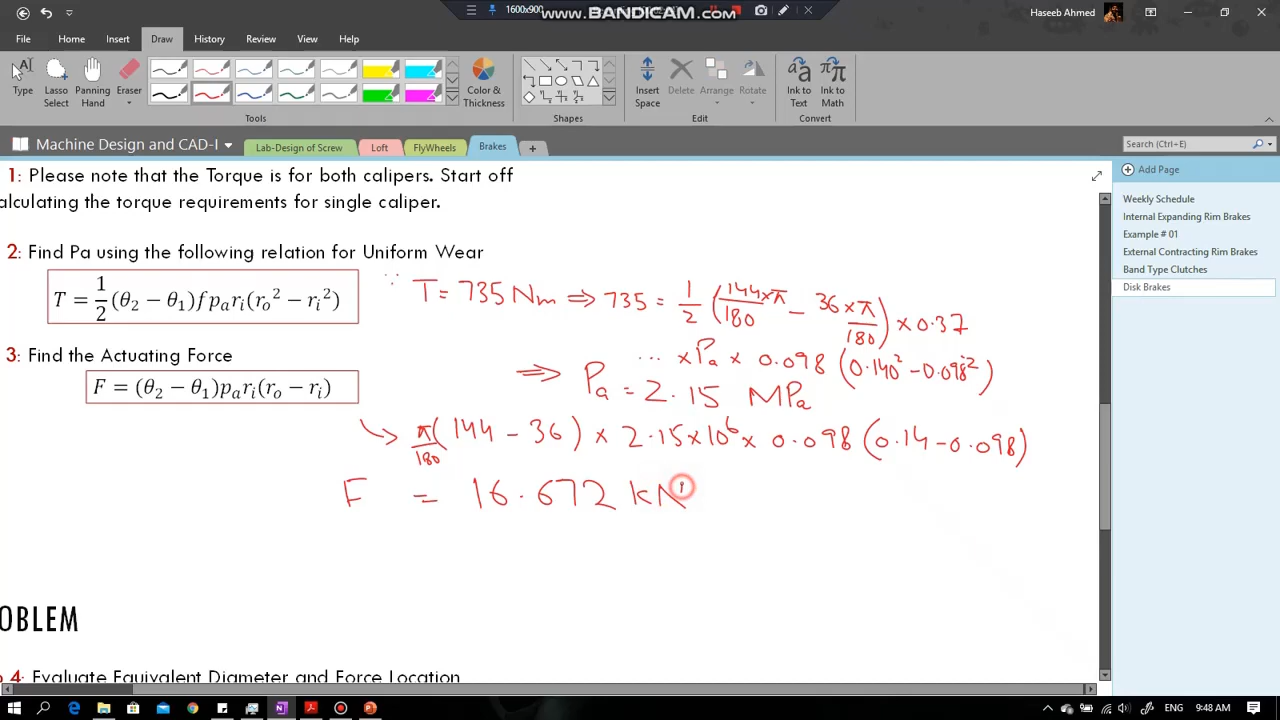 1600x900
www.BANDICAM.com
Haseeb Ahmed
File Home Insert Draw History Review View Help
Type Lasso Select Panning Hand Eraser Color & Thickness Insert Space Delete Arrange Rotate Ink to Text Ink to Math
Tools Shapes Edit Convert
Machine Design and CAD-I Lab-Design of Screw Loft FlyWheels Brakes Search (Ctrl+E)
Add Page
Weekly Schedule
Internal Expanding Rim Brakes
Example # 01
External Contracting Rim Brakes
Band Type Clutches
Disk Brakes
1: Please note that the Torque is for both calipers. Start off
alculating the torque requirements for single caliper.
2: Find Pa using the following relation for Uniform Wear
T = 1/2 (θ2 − θ1)fpari(ro² − ri²)
∵ T = 735 Nm ⇒ 735 = 1/2 (144×π/180 − 36×π/180) × 0.37
... × Pa × 0.098 (0.140² − 0.098²)
⇒ Pa = 2.15 MPa
3: Find the Actuating Force
F = (θ2 − θ1)pari(ro − ri)
↳ π/180 (144 − 36) × 2.15×10⁶ × 0.098 (0.14 − 0.098)
F = 16.672 kN
OBLEM
4: Evaluate Equivalent Diameter and Force Location
ENG 9:48 AM